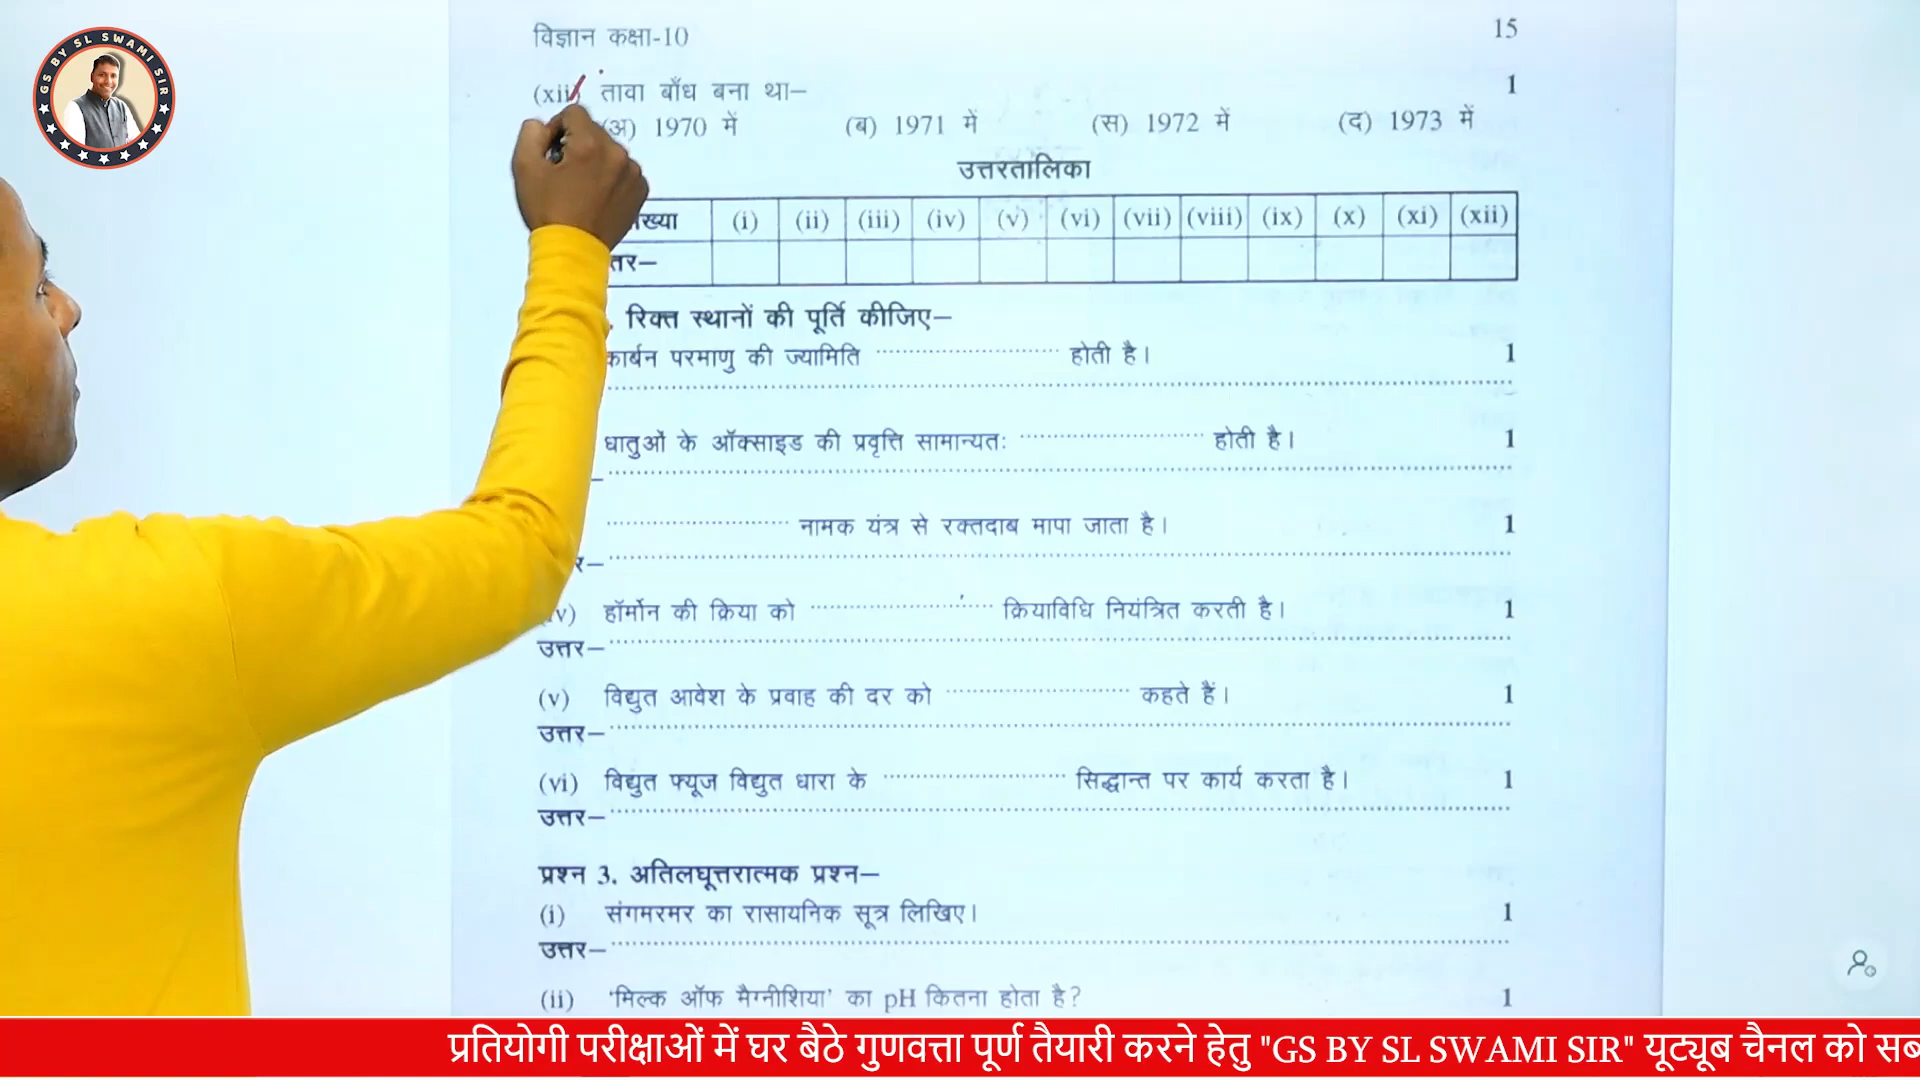 GS BY SL SWAMI SIR
विज्ञान कक्षा-10
15
(xii) तावा बाँध बना था–
1
(अ) 1970 में (ब) 1971 में (स) 1972 में (द) 1973 में
उत्तरतालिका
(i) (ii) (iii) (iv) (v) (vi) (vii) (viii) (ix) (x) (xi) (xii)
रिक्त स्थानों की पूर्ति कीजिए–
कार्बन परमाणु की ज्यामिति ............................ होती है। 1
धातुओं के ऑक्साइड की प्रवृत्ति सामान्यतः ............................ होती है। 1
............................ नामक यंत्र से रक्तदाब मापा जाता है। 1
हॉर्मोन की क्रिया को ............................ क्रियाविधि नियंत्रित करती है। 1
उत्तर–
(v) विद्युत आवेश के प्रवाह की दर को ............................ कहते हैं। 1
उत्तर–
(vi) विद्युत फ्यूज विद्युत धारा के ............................ सिद्धान्त पर कार्य करता है। 1
उत्तर–
प्रश्न 3. अतिलघूत्तरात्मक प्रश्न–
(i) संगमरमर का रासायनिक सूत्र लिखिए। 1
उत्तर–
(ii) 'मिल्क ऑफ मैग्नीशिया' का pH कितना होता है? 1
प्रतियोगी परीक्षाओं में घर बैठे गुणवत्ता पूर्ण तैयारी करने हेतु "GS BY SL SWAMI SIR" यूट्यूब चैनल को सब